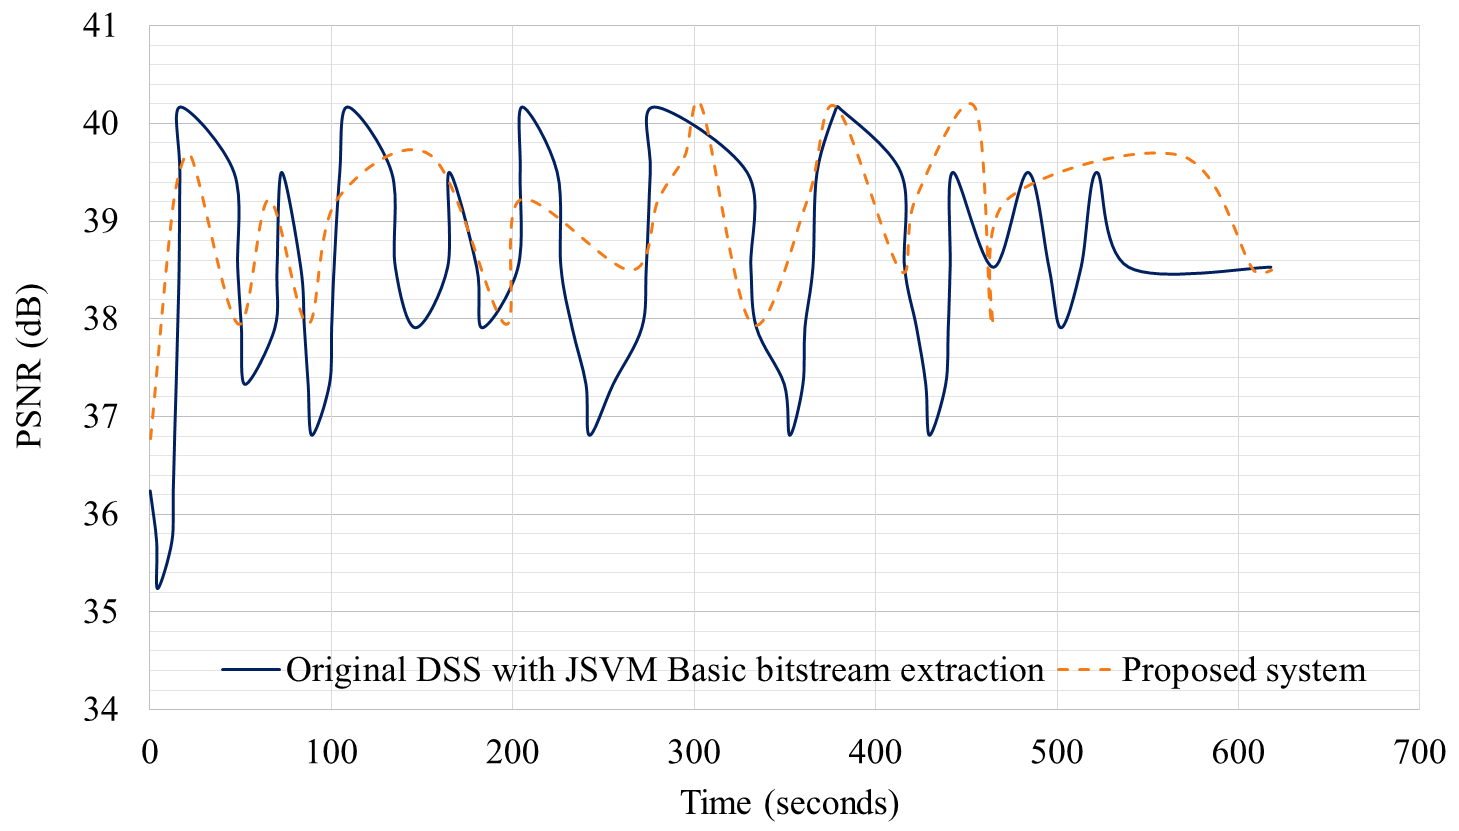 41
40
39
38
37
36
35
34
PSNR (dB)
Original DSS with JSVM Basic bitstream extraction
Proposed system
0 100 200 300 400 500 600 700
Time (seconds)